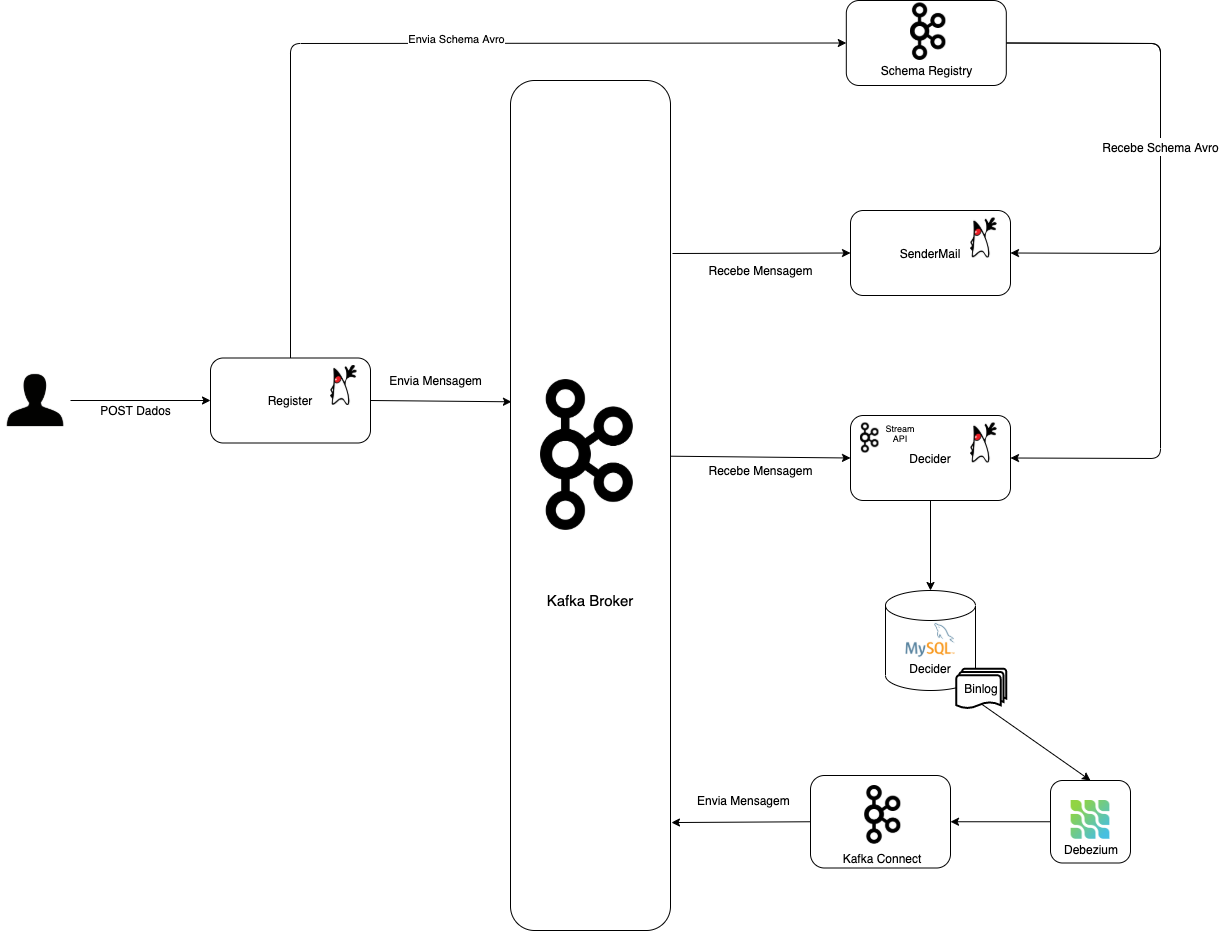 Envia Schema Avro
Schema Registry
Recebe Schema Avro
SenderMail
Recebe Mensagem
Register
POST Dados
Envia Mensagem
Stream
API
Decider
Recebe Mensagem
Kafka Broker
MySQL
Decider
Binlog
Envia Mensagem
Kafka Connect
Debezium